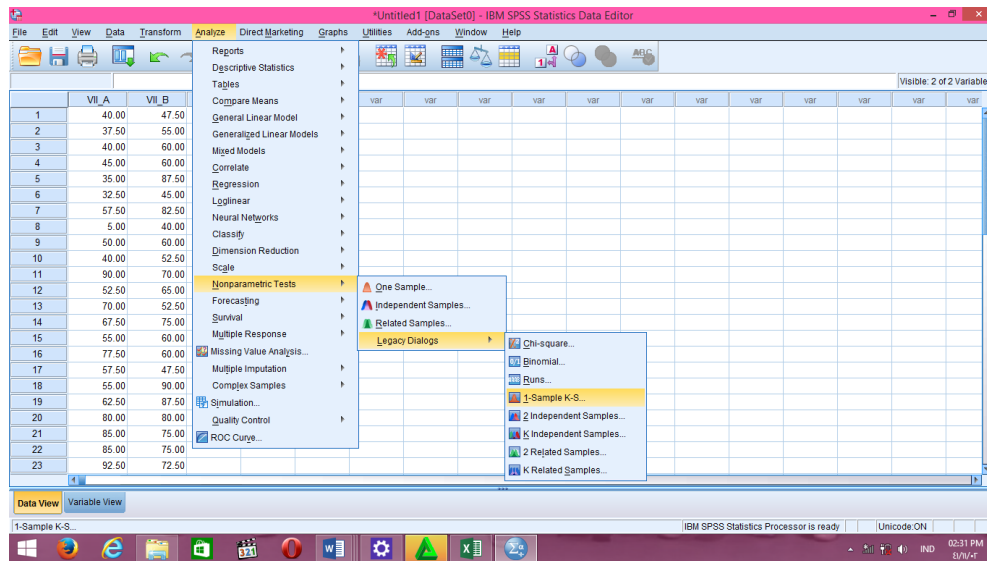 *Untitled1 [DataSet0] - IBM SPSS Statistics Data Editor
File Edit View Data Transform Analyze Direct Marketing Graphs Utilities Add-ons Window Help
Visible: 2 of 2 Variable
VII_A VII_B var var var var var var var var var var var
1 40.00 47.50
2 37.50 55.00
3 40.00 60.00
4 45.00 60.00
5 35.00 87.50
6 32.50 45.00
7 57.50 82.50
8 5.00 40.00
9 50.00 60.00
10 40.00 52.50
11 90.00 70.00
12 52.50 65.00
13 70.00 52.50
14 67.50 75.00
15 55.00 60.00
16 77.50 60.00
17 57.50 47.50
18 55.00 90.00
19 62.50 87.50
20 80.00 80.00
21 85.00 75.00
22 85.00 75.00
23 92.50 72.50
Reports
Descriptive Statistics
Tables
Compare Means
General Linear Model
Generalized Linear Models
Mixed Models
Correlate
Regression
Loglinear
Neural Networks
Classify
Dimension Reduction
Scale
Nonparametric Tests
Forecasting
Survival
Multiple Response
Missing Value Analysis...
Multiple Imputation
Complex Samples
Simulation...
Quality Control
ROC Curve...
One Sample...
Independent Samples...
Related Samples...
Legacy Dialogs
Chi-square...
Binomial...
Runs...
1-Sample K-S...
2 Independent Samples...
K Independent Samples...
2 Related Samples...
K Related Samples...
Data View Variable View
1-Sample K-S... IBM SPSS Statistics Processor is ready Unicode:ON
IND 02:31 PM